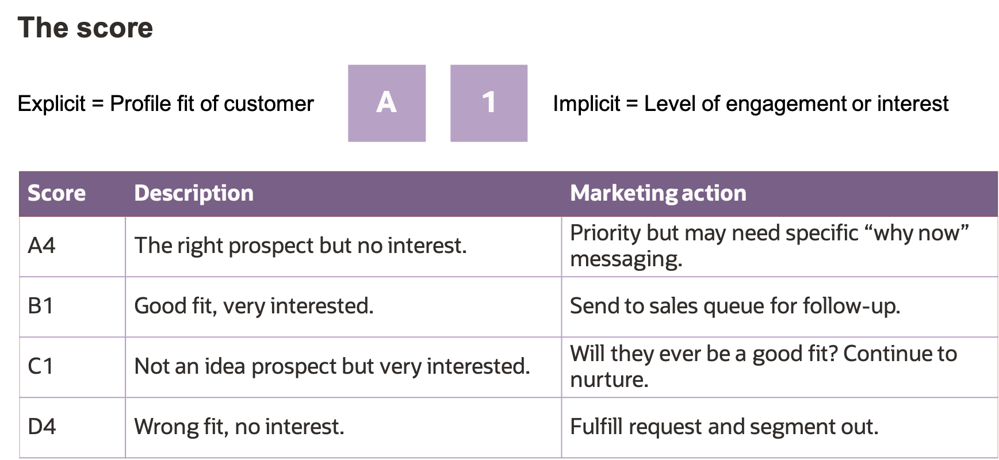 The score
Explicit = Profile fit of customer
A
1
Implicit = Level of engagement or interest
Score
Description
Marketing action
A4
The right prospect but no interest.
Priority but may need specific “why now”
messaging.
B1
Good fit, very interested.
Send to sales queue for follow-up.
C1
Not an idea prospect but very interested.
Will they ever be a good fit? Continue to
nurture.
D4
Wrong fit, no interest.
Fulfill request and segment out.